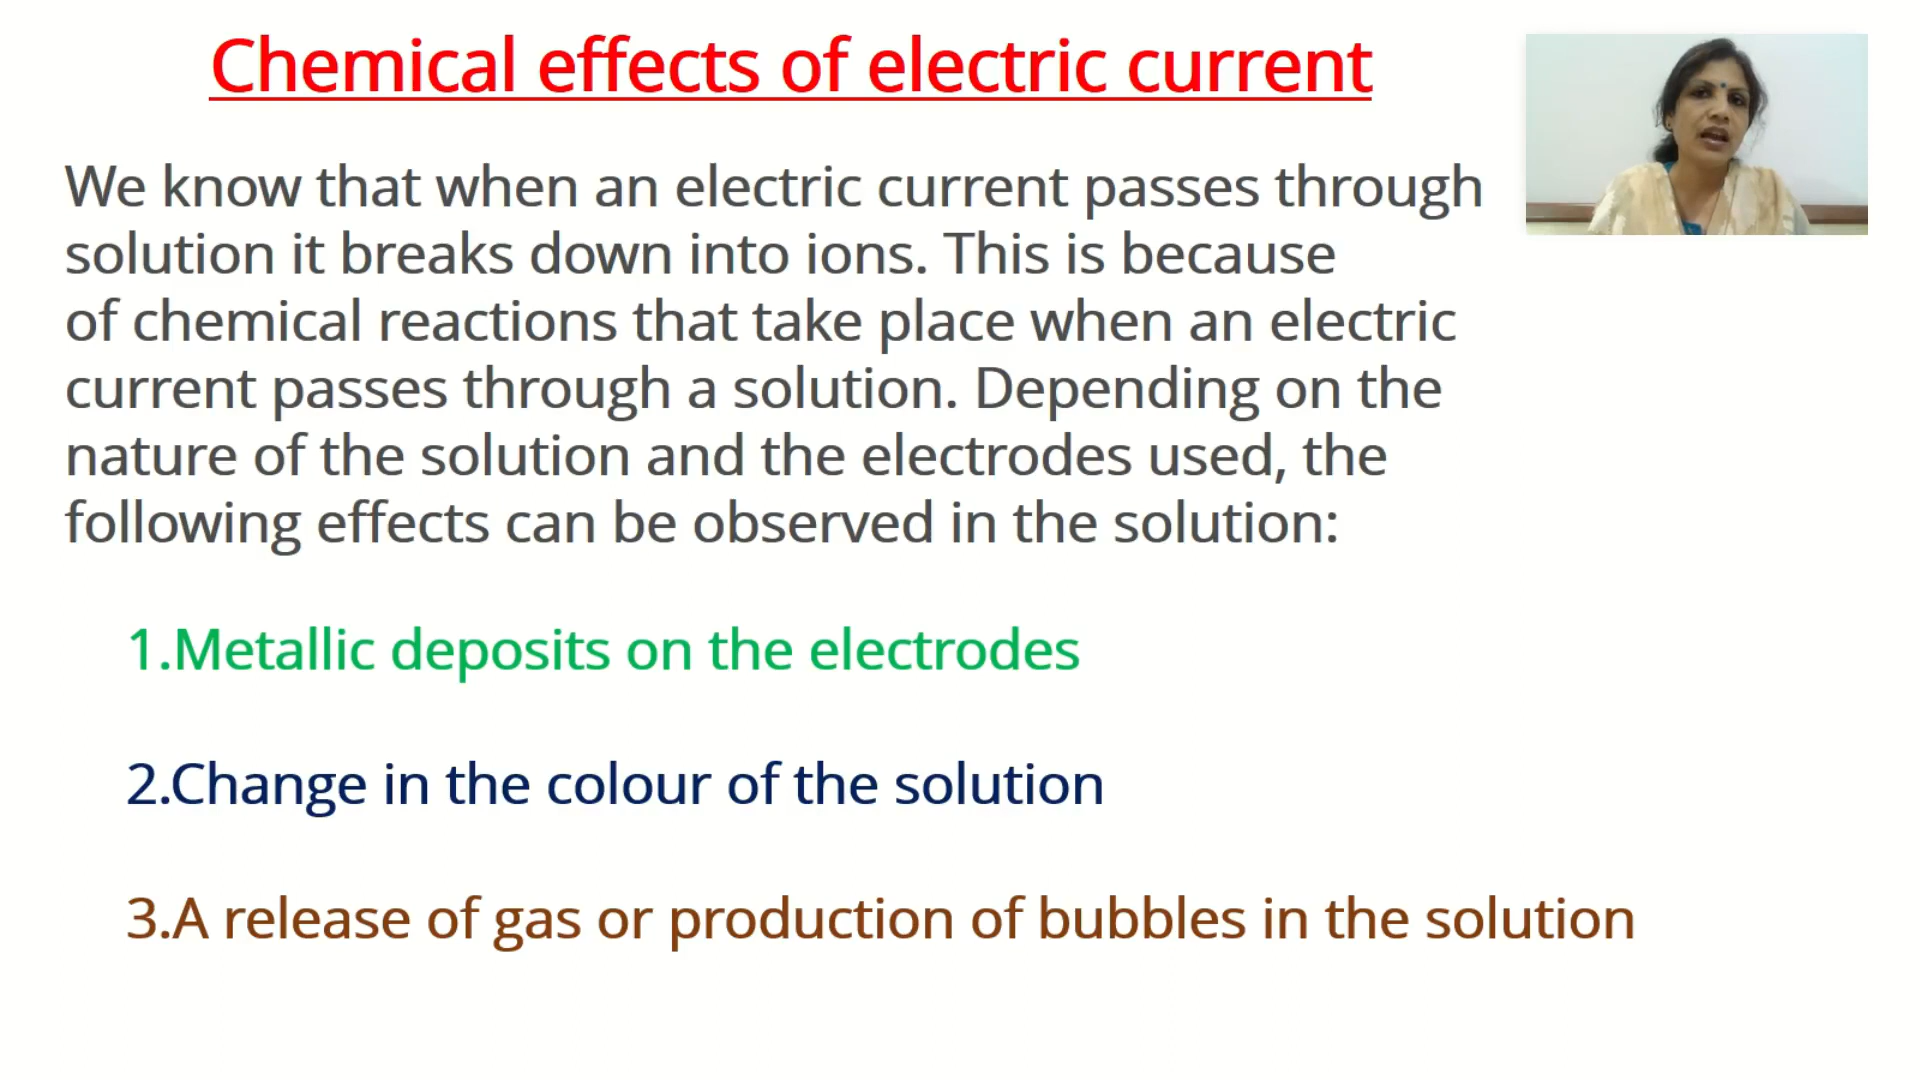 Chemical effects of electric current
We know that when an electric current passes through
solution it breaks down into ions. This is because
of chemical reactions that take place when an electric
current passes through a solution. Depending on the
nature of the solution and the electrodes used, the
following effects can be observed in the solution:
1.Metallic deposits on the electrodes
2.Change in the colour of the solution
3.A release of gas or production of bubbles in the solution